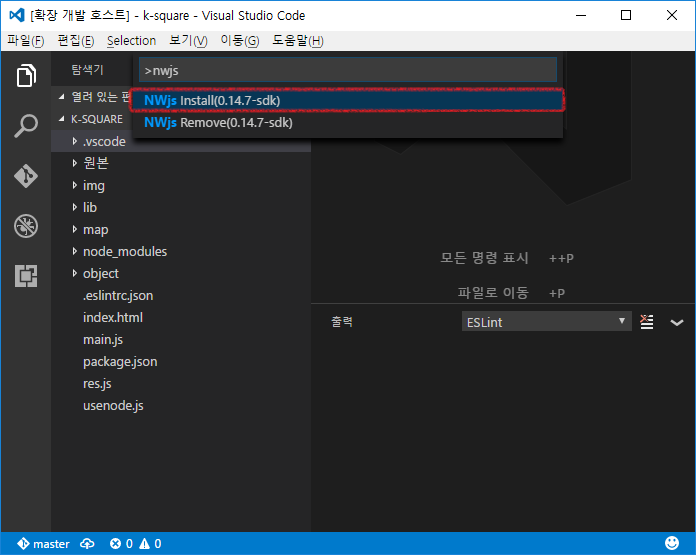 [확장 개발 호스트] - k-square - Visual Studio Code
파일(F) 편집(E) Selection 보기(V) 이동(G) 도움말(H)
탐색기
>nwjs
NWjs Install(0.14.7-sdk)
NWjs Remove(0.14.7-sdk)
열려 있는
K-SQUARE
.vscode
원본
img
lib
map
node_modules
object
.eslintrc.json
index.html
main.js
package.json
res.js
usenode.js
모든 명령 표시 ++P
파일로 이동 +P
출력 ESLint
master 0 0